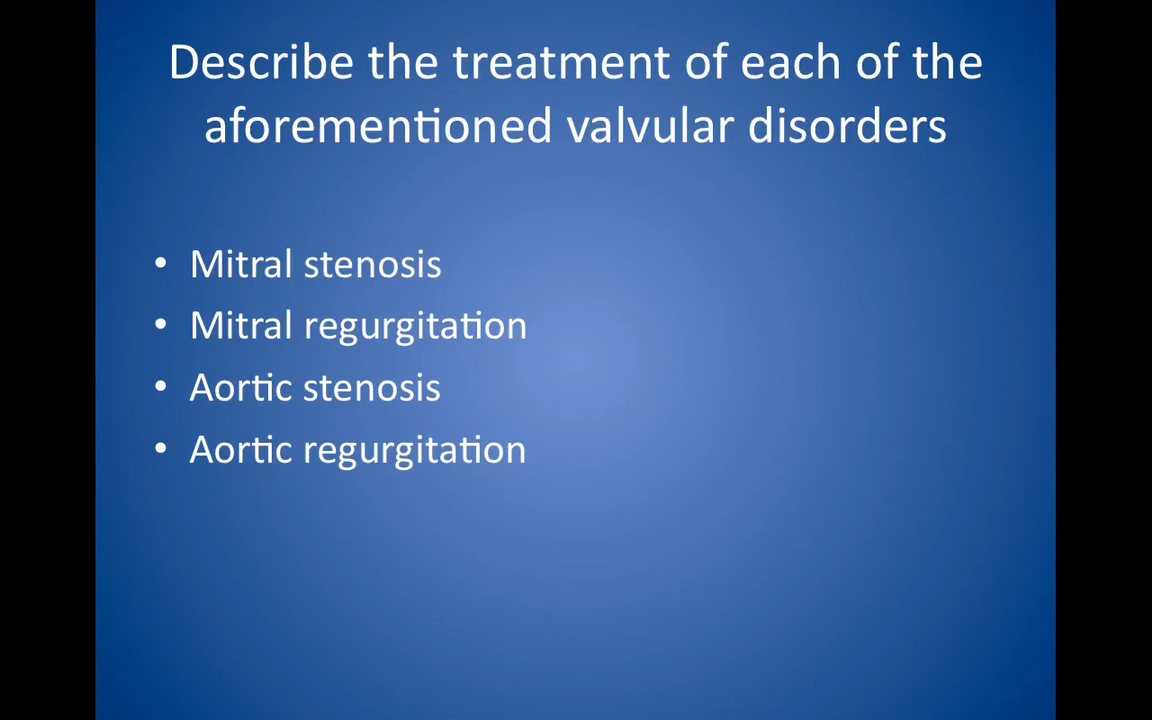 Describe the treatment of each of the
aforementioned valvular disorders
• Mitral stenosis
• Mitral regurgitation
• Aortic stenosis
• Aortic regurgitation